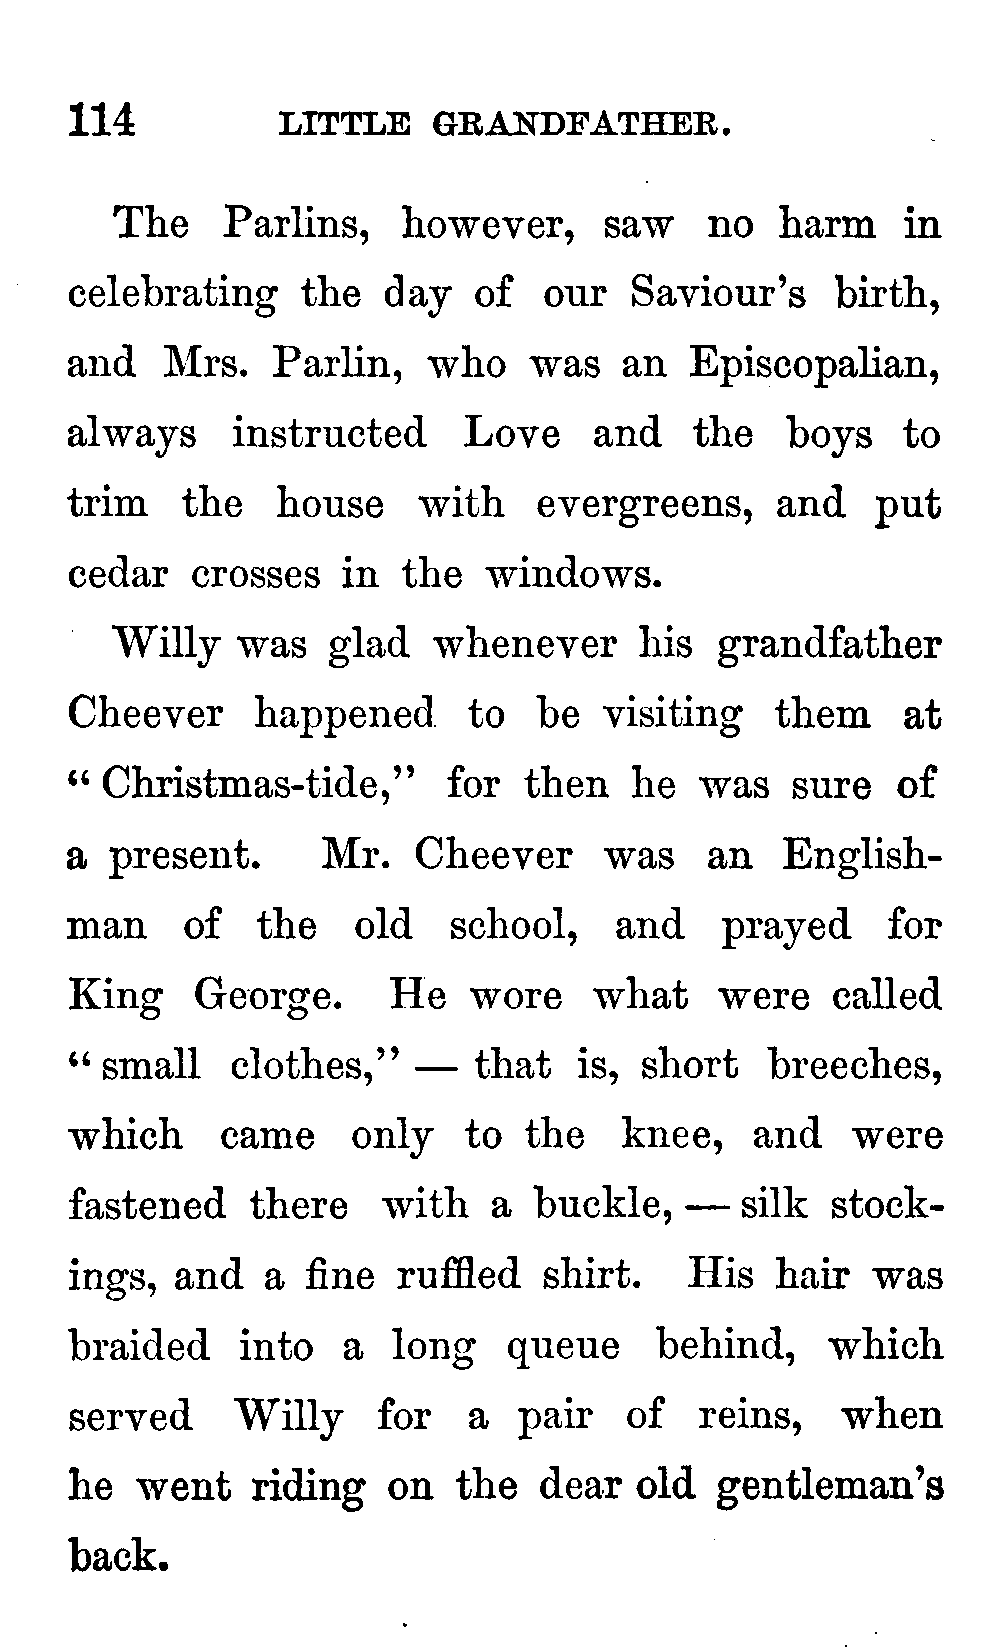 114 LITTLE GRANDFATHER.
The Parlins, however, saw no harm in
celebrating the day of our Saviour's birth,
and Mrs. Parlin, who was an Episcopalian,
always instructed Love and the boys to
trim the house with evergreens, and put
cedar crosses in the windows.
Willy was glad whenever his grandfather
Cheever happened to be visiting them at
“Christmas-tide,” for then he was sure of
a present. Mr. Cheever was an English-
man of the old school, and prayed for
King George. He wore what were called
“small clothes,” — that is, short breeches,
which came only to the knee, and were
fastened there with a buckle, — silk stock-
ings, and a fine ruffled shirt. His hair was
braided into a long queue behind, which
served Willy for a pair of reins, when
he went riding on the dear old gentleman's
back.